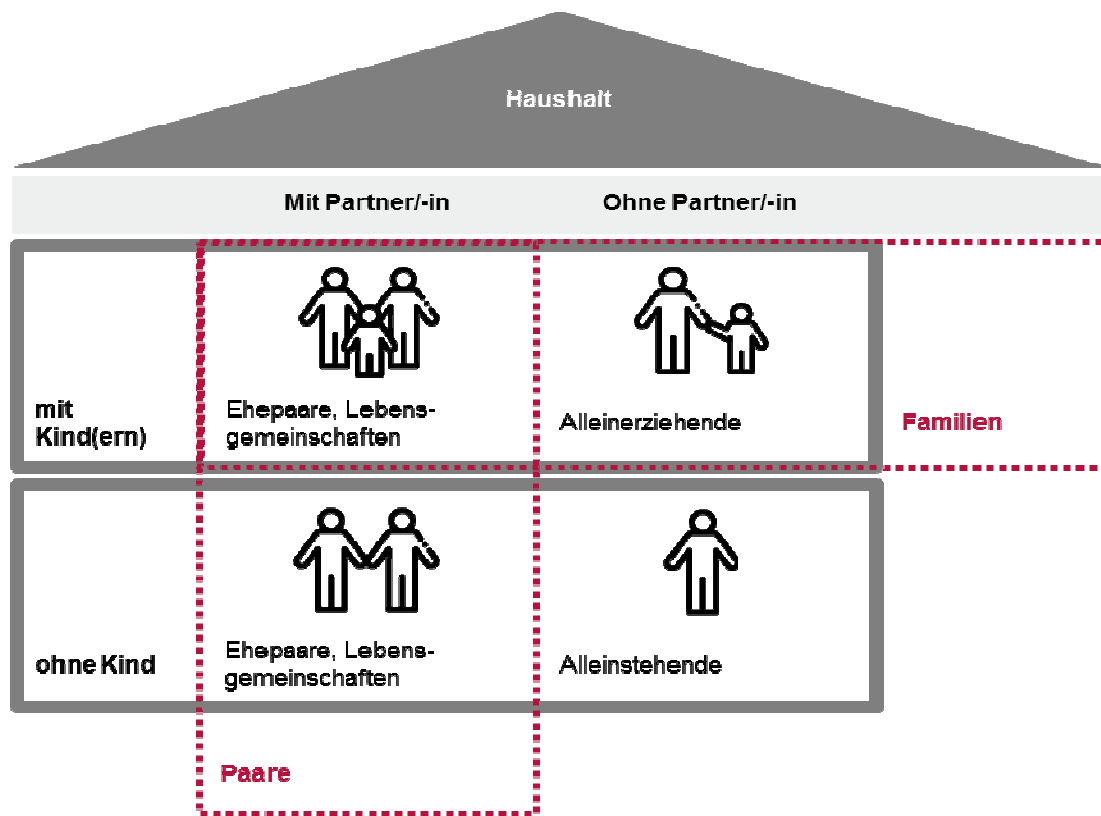 Haushalt
Mit Partner/-in
Ohne Partner/-in
mit
Kind(ern)
Ehepaare, Lebens-
gemeinschaften
Alleinerziehende
Familien
ohne Kind
Ehepaare, Lebens-
gemeinschaften
Alleinstehende
Paare